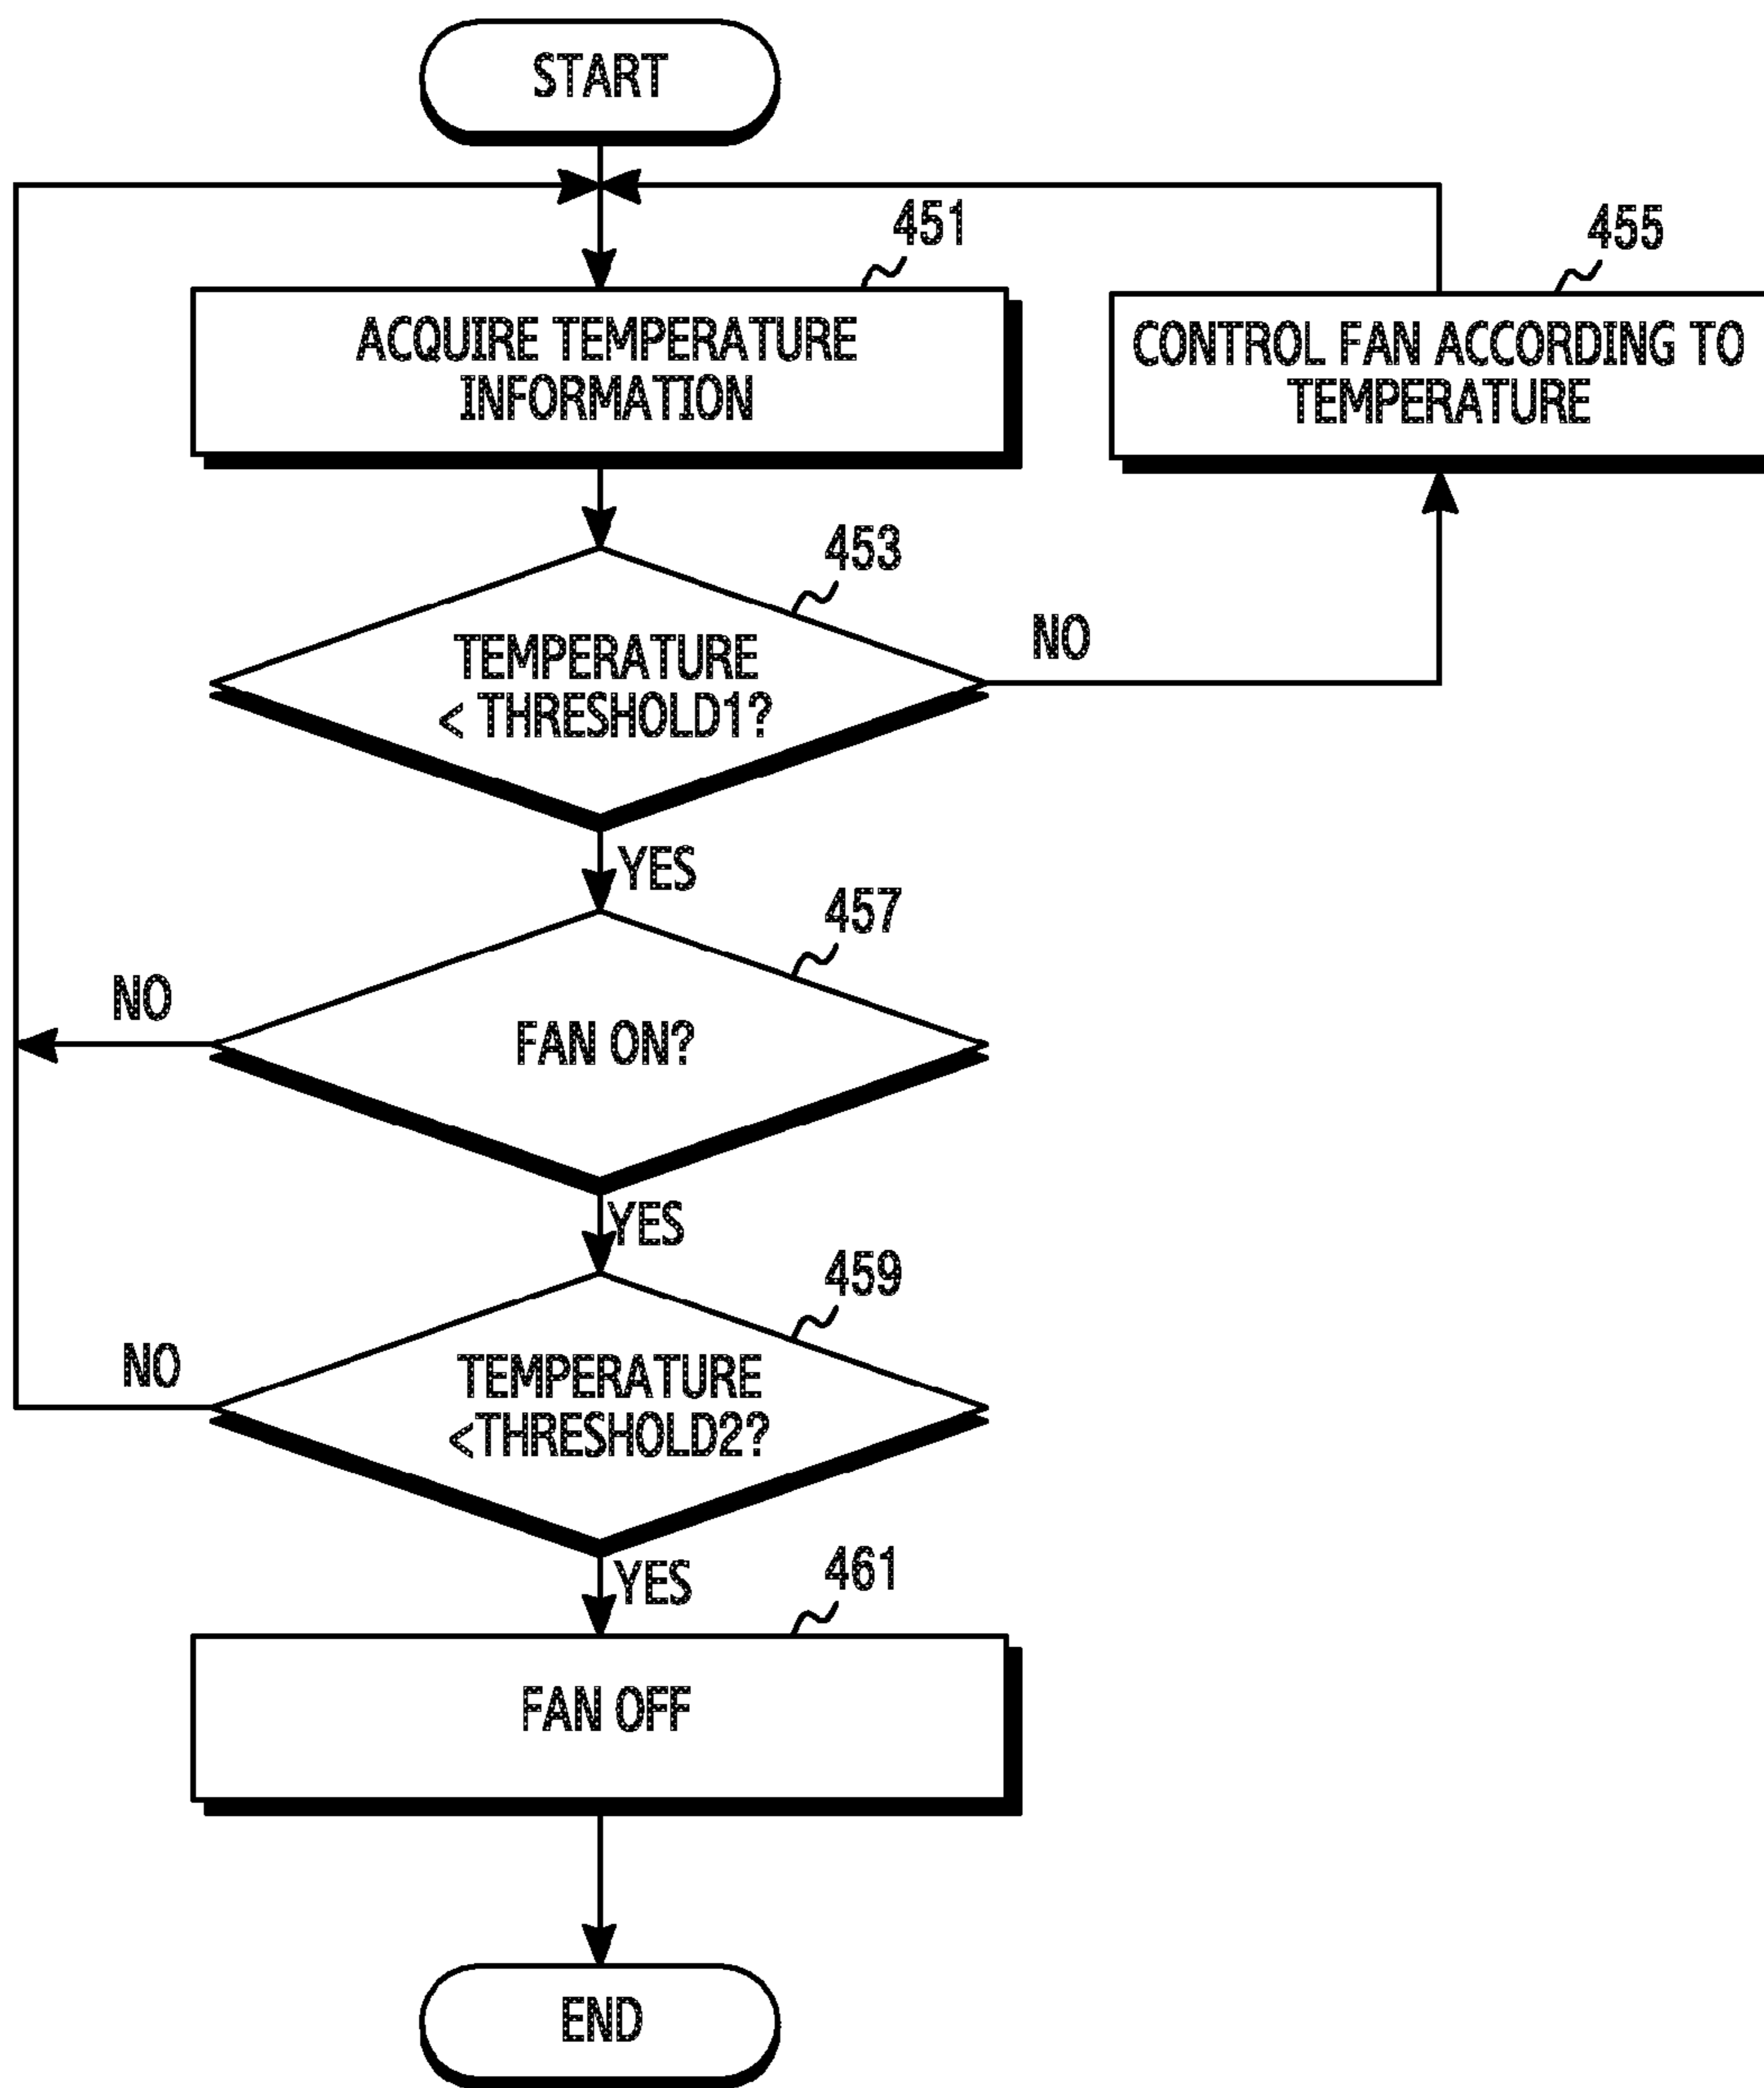 START
451
455
ACQUIRE TEMPERATURE
INFORMATION
CONTROL FAN ACCORDING TO
TEMPERATURE
453
TEMPERATURE
< THRESHOLD1?
NO
YES
457
NO
FAN ON?
YES
459
NO
TEMPERATURE
<THRESHOLD2?
YES
461
FAN OFF
END